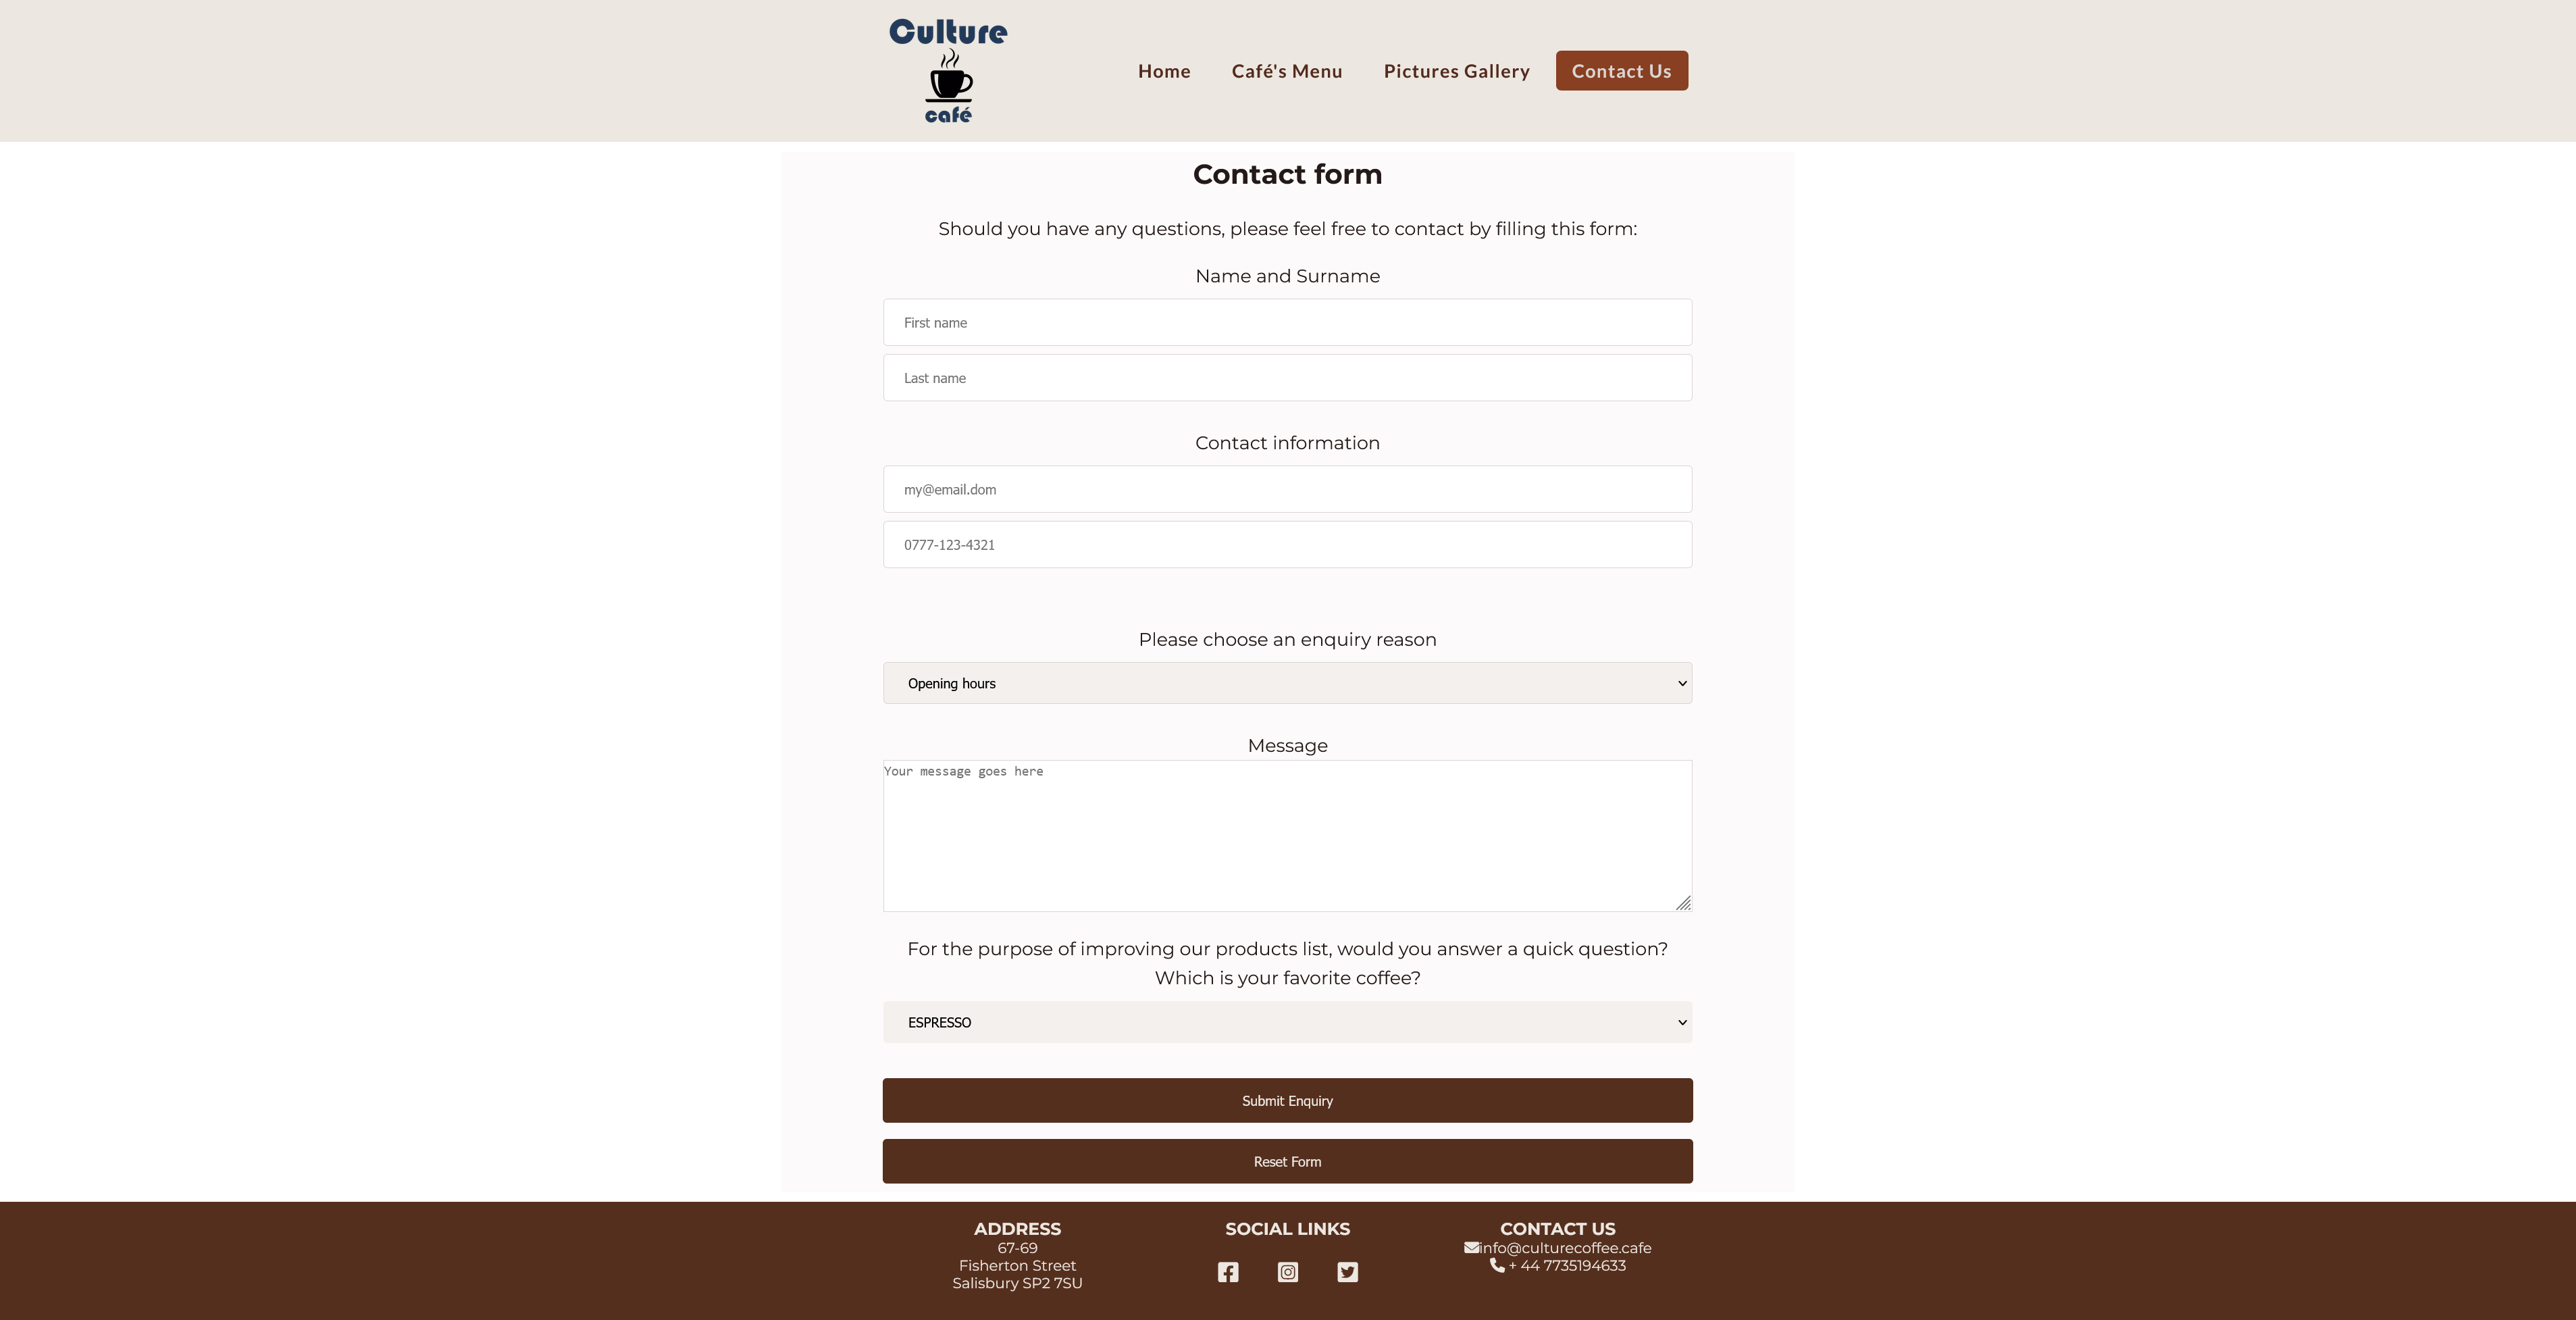 Culture
café
Home
Café's Menu
Pictures Gallery
Contact Us
Contact form
Should you have any questions, please feel free to contact by filling this form:
Name and Surname
First name
Last name
Contact information
my@email.dom
0777-123-4321
Please choose an enquiry reason
Opening hours
Message
Your message goes here
For the purpose of improving our products list, would you answer a quick question?
Which is your favorite coffee?
ESPRESSO
Submit Enquiry
Reset Form
ADDRESS
67-69
Fisherton Street
Salisbury SP2 7SU
SOCIAL LINKS
CONTACT US
info@culturecoffee.cafe
+ 44 7735194633